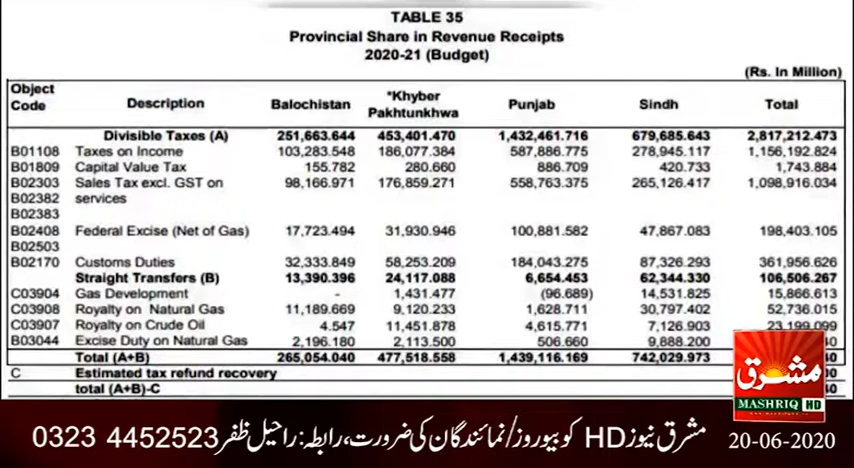 TABLE 35
Provincial Share in Revenue Receipts
2020-21 (Budget)
(Rs. In Million)
Object Code Description Balochistan *Khyber Pakhtunkhwa Punjab Sindh Total
Divisible Taxes (A) 251,663.644 453,401.470 1,432,461.716 679,685.643 2,817,212.473
B01108 Taxes on Income 103,283.548 186,077.384 587,886.775 278,945.117 1,156,192.824
B01809 Capital Value Tax 155.782 280.660 886.709 420.733 1,743.884
B02303 Sales Tax excl. GST on 98,166.971 176,859.271 558,763.375 265,126.417 1,098,916.034
B02382 services
B02383
B02408 Federal Excise (Net of Gas) 17,723.494 31,930.946 100,881.582 47,867.083 198,403.105
B02503
B02170 Customs Duties 32,333.849 58,253.209 184,043.275 87,326.293 361,956.626
Straight Transfers (B) 13,390.396 24,117.088 6,654.453 62,344.330 106,506.267
C03904 Gas Development - 1,431.477 (96.689) 14,531.825 15,866.613
C03908 Royalty on Natural Gas 11,189.669 9,120.233 1,628.711 30,797.402 52,736.015
C03907 Royalty on Crude Oil 4.547 11,451.878 4,615.771 7,126.903 23,199.099
B03044 Excise Duty on Natural Gas 2,196.180 2,113.500 506.660 9,888.200
Total (A+B) 265,054.040 477,518.558 1,439,116.169 742,029.973
C Estimated tax refund recovery
total (A+B)-C
مشرق
MASHRIQ HD
مشرق نیوز HD کو بیوروز/نمائندگان کی ضرورت، رابطہ: راحیل ظفر 0323 4452523
20-06-2020